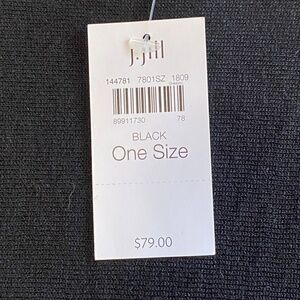 J.Jill
144781 7801SZ 1809
89911730 78
BLACK
One Size
$79.00